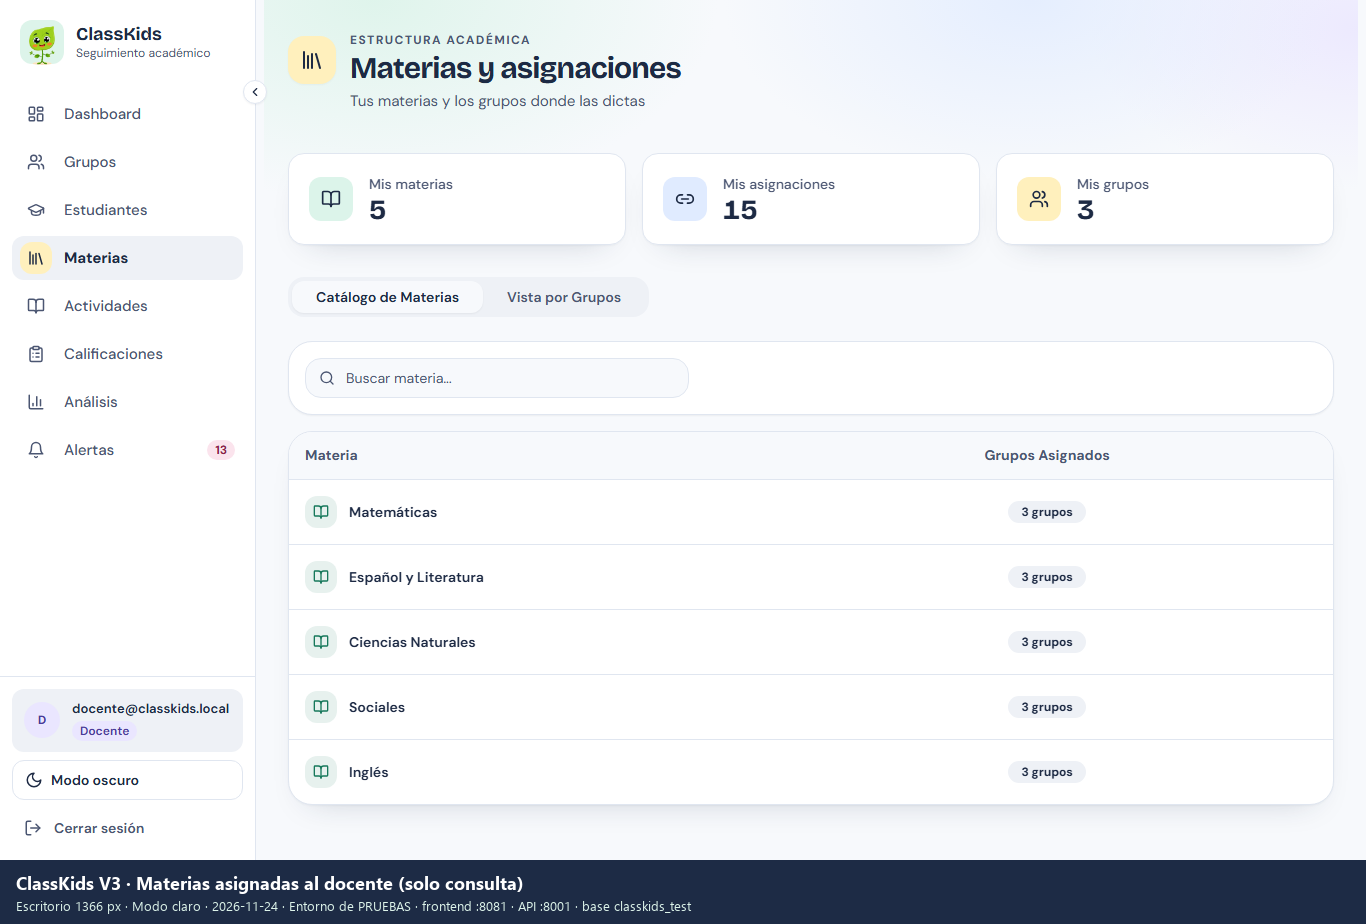 ClassKids
Seguimiento académico
Dashboard
Grupos
Estudiantes
Materias
Actividades
Calificaciones
Análisis
Alertas 13
docente@classkids.local
D
Docente
Modo oscuro
Cerrar sesión
ESTRUCTURA ACADÉMICA
Materias y asignaciones
Tus materias y los grupos donde las dictas
Mis materias
5
Mis asignaciones
15
Mis grupos
3
Catálogo de Materias Vista por Grupos
Buscar materia...
Materia Grupos Asignados
Matemáticas 3 grupos
Español y Literatura 3 grupos
Ciencias Naturales 3 grupos
Sociales 3 grupos
Inglés 3 grupos
ClassKids V3 · Materias asignadas al docente (solo consulta)
Escritorio 1366 px · Modo claro · 2026-11-24 · Entorno de PRUEBAS · frontend :8081 · API :8001 · base classkids_test